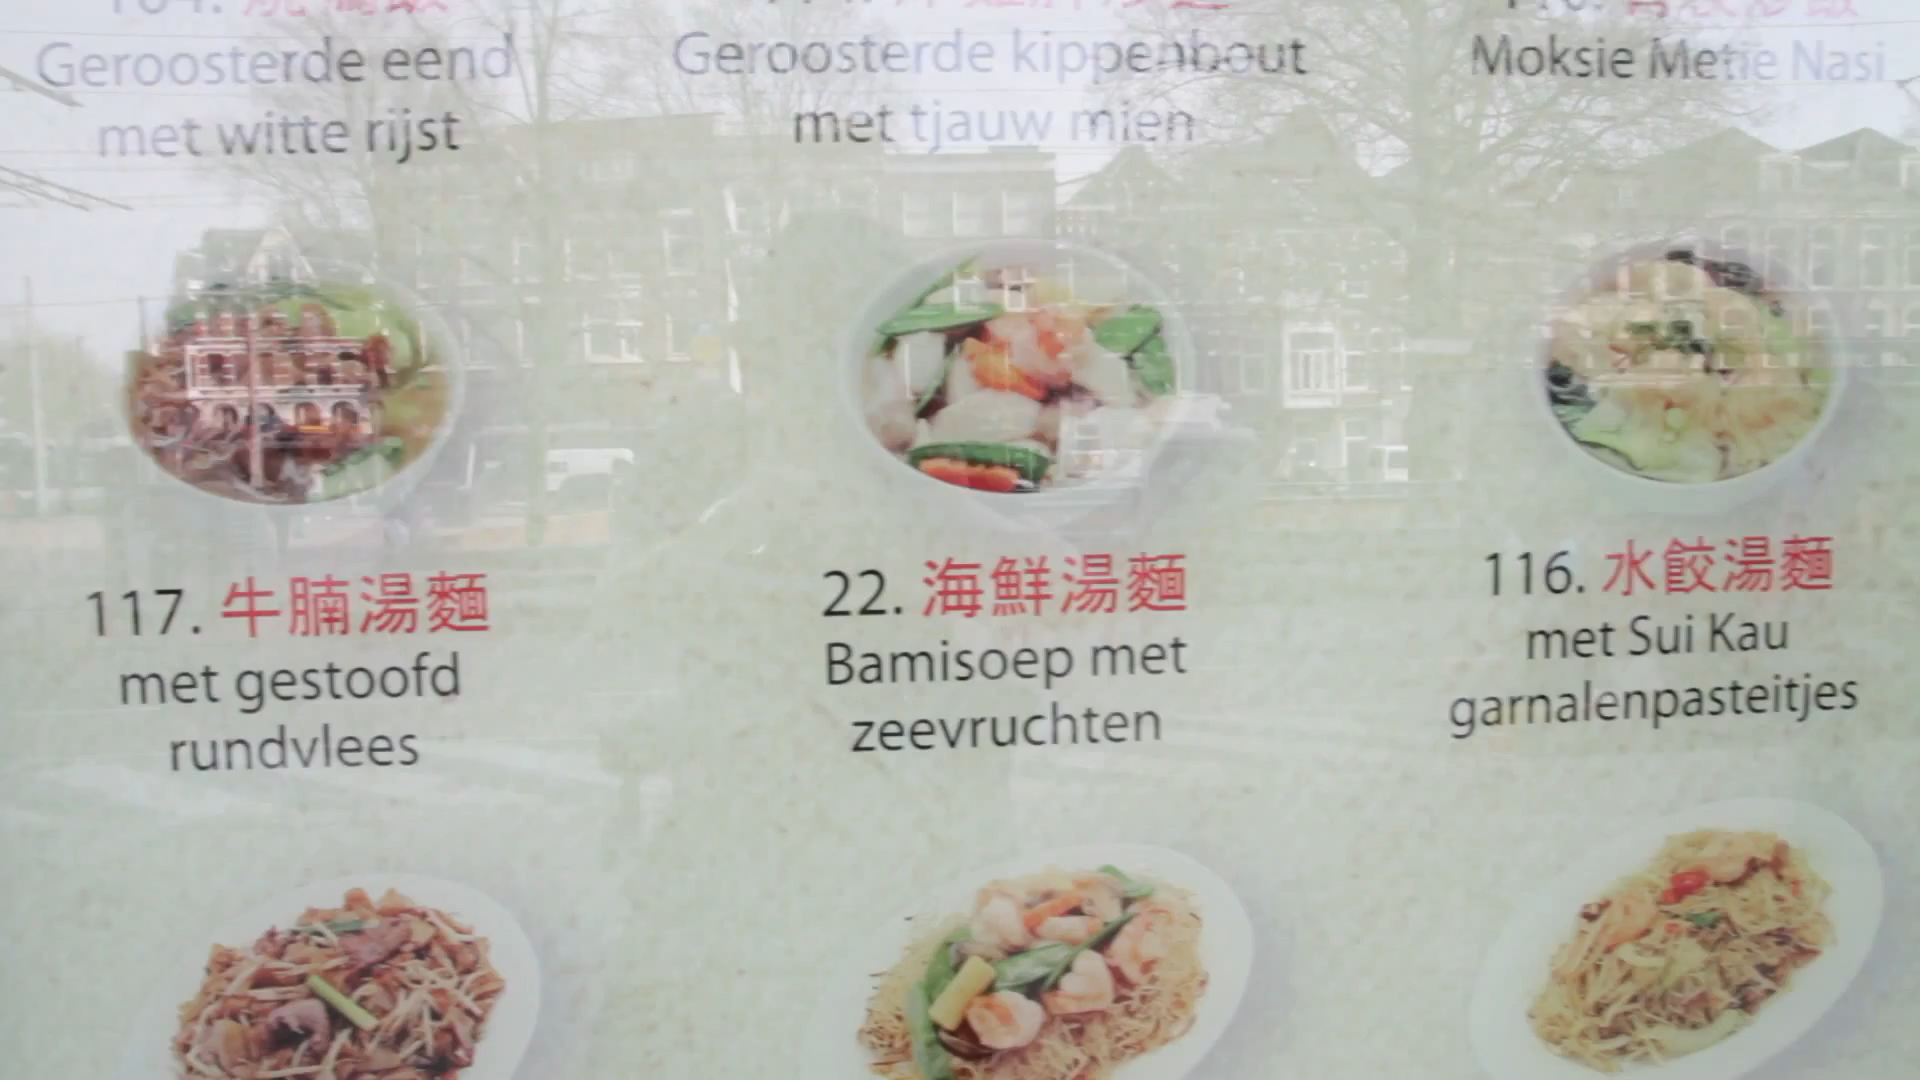 Geroosterde eend
met witte rijst
Geroosterde kippenbout
met tjauw mien
Moksie Metie Nasi
117. 牛腩湯麵
met gestoofd
rundvlees
22. 海鮮湯麵
Bamisoep met
zeevruchten
116. 水餃湯麵
met Sui Kau
garnalenpasteitjes